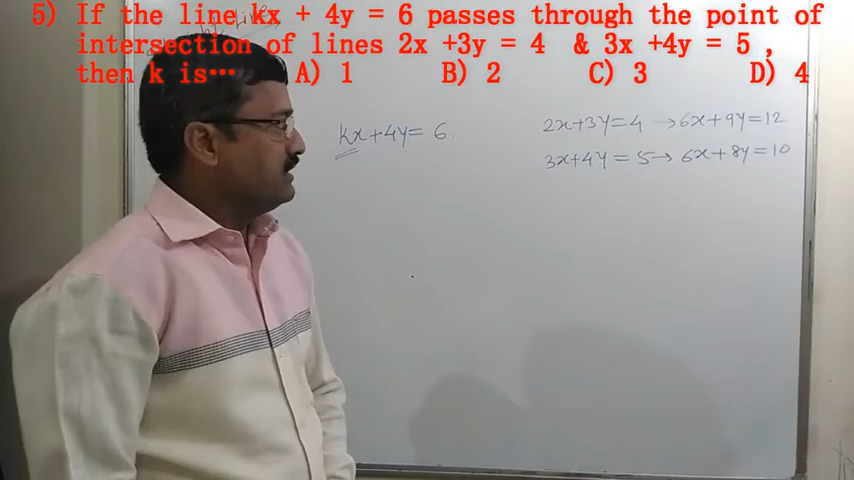 5) If the line kx + 4y = 6 passes through the point of
intersection of lines 2x +3y = 4 & 3x +4y = 5 ,
then k is… A) 1 B) 2 C) 3 D) 4
kx+4y= 6.
2x+3y=4 →6x+9y=12
3x+4y = 5→ 6x+8y=10